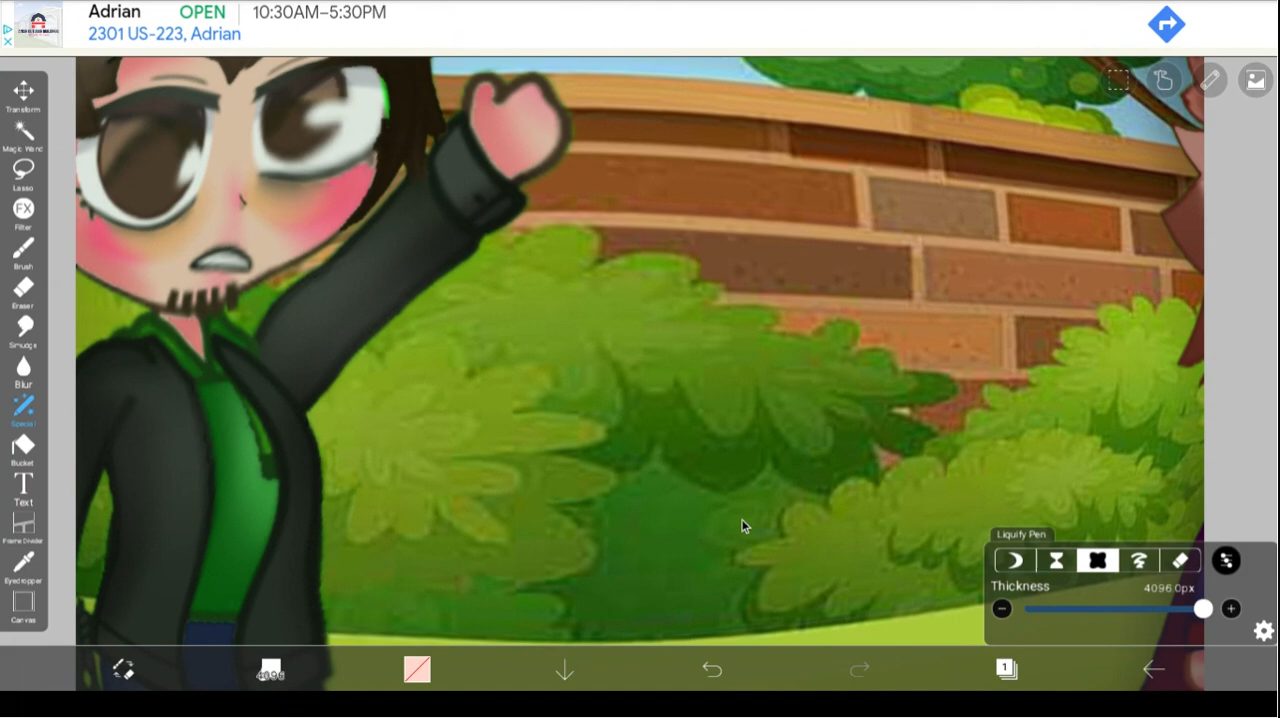 Adrian OPEN 10:30AM–5:30PM
2301 US-223, Adrian
Transform
Magic Wand
Lasso
FX
Filter
Brush
Eraser
Smudge
Blur
Special
Bucket
T
Text
Frame Divider
Eyedropper
Canvas
Liquify Pen
Thickness 4096.0px
4096
1